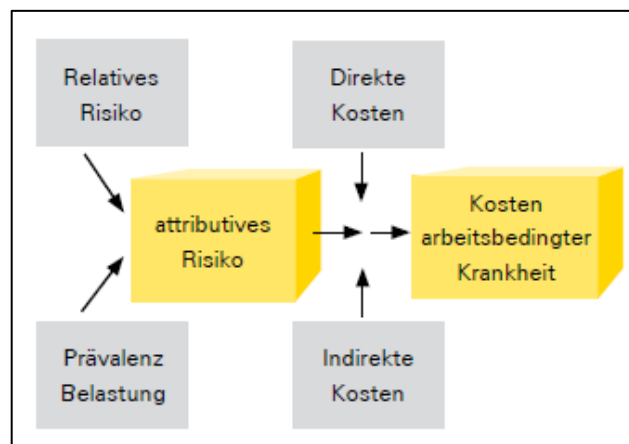 Relatives
Risiko
Direkte
Kosten
attributives
Risiko
Kosten
arbeitsbedingter
Krankheit
Prävalenz
Belastung
Indirekte
Kosten